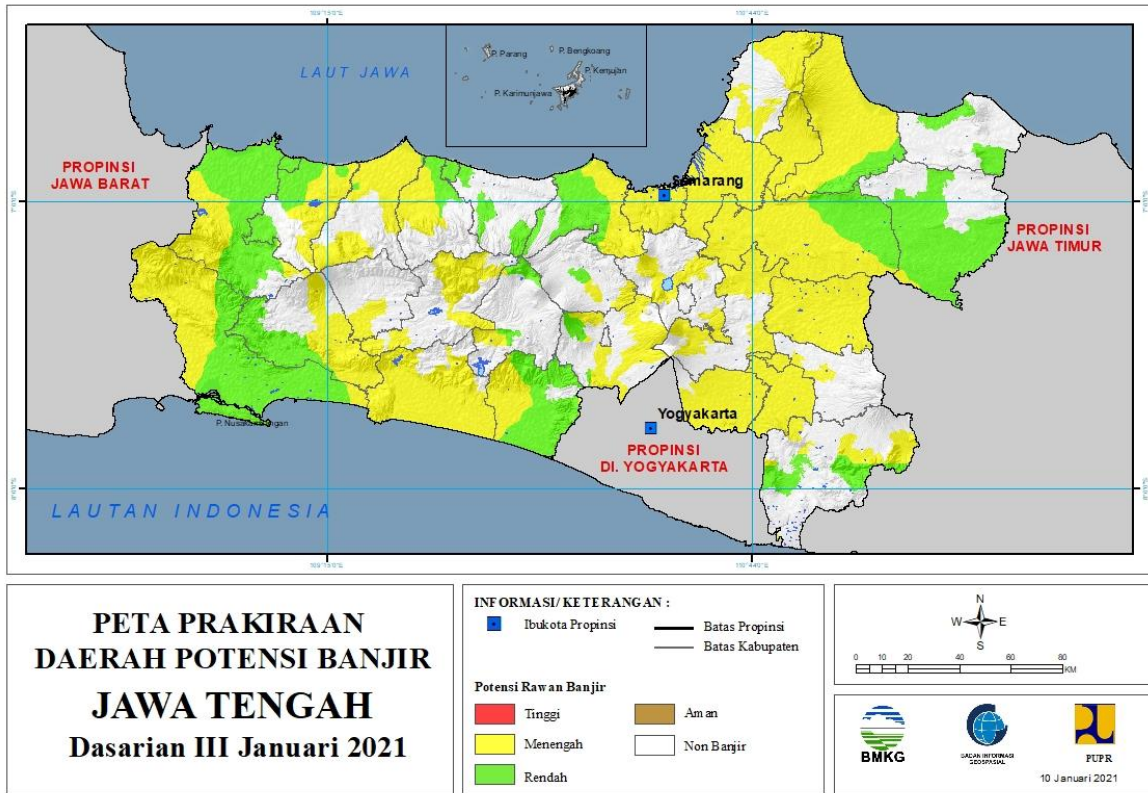 P. Parang
P. Bengkoang
P. Kemujan
P. Karimunjawa
LAUT JAWA
PROPINSI
JAWA BARAT
Semarang
PROPINSI
JAWA TIMUR
Yogyakarta
PROPINSI
DI. YOGYAKARTA
LAUTAN INDONESIA
PETA PRAKIRAAN
DAERAH POTENSI BANJIR
JAWA TENGAH
Dasarian III Januari 2021
INFORMASI/ KETERANGAN :
Ibukota Propinsi
Batas Propinsi
Batas Kabupaten
Potensi Rawan Banjir
Tinggi
Menengah
Rendah
Aman
Non Banjir
N
W E
S
0 10 20 40 60 80
KM
BMKG
BADAN INFORMASI
GEOSPASIAL
PUPR
10 Januari 2021